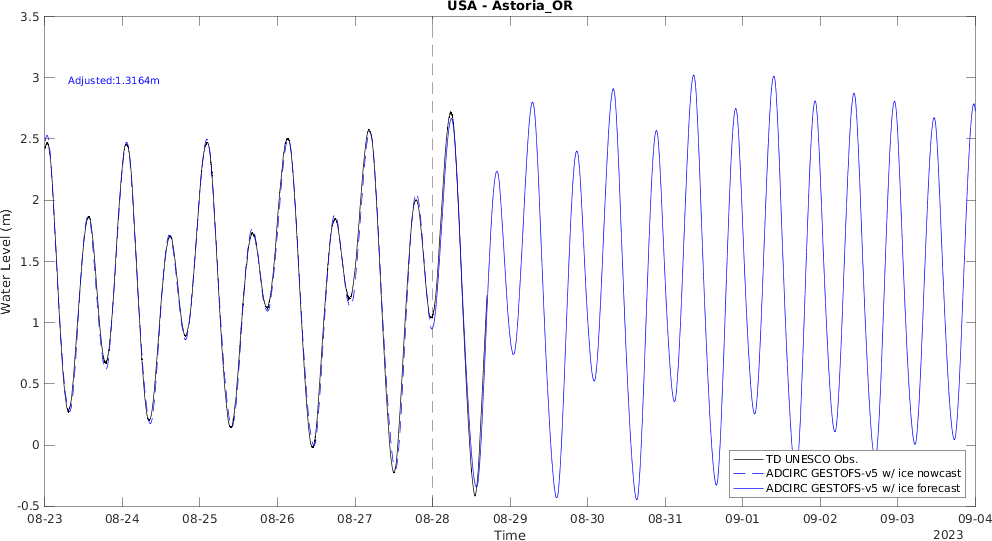 USA - Astoria_OR
3.5
3
2.5
2
1.5
1
0.5
0
-0.5
Water Level (m)
Adjusted:1.3164m
TD UNESCO Obs.
ADCIRC GESTOFS-v5 w/ ice nowcast
ADCIRC GESTOFS-v5 w/ ice forecast
08-23 08-24 08-25 08-26 08-27 08-28 08-29 08-30 08-31 09-01 09-02 09-03 09-04
Time
2023